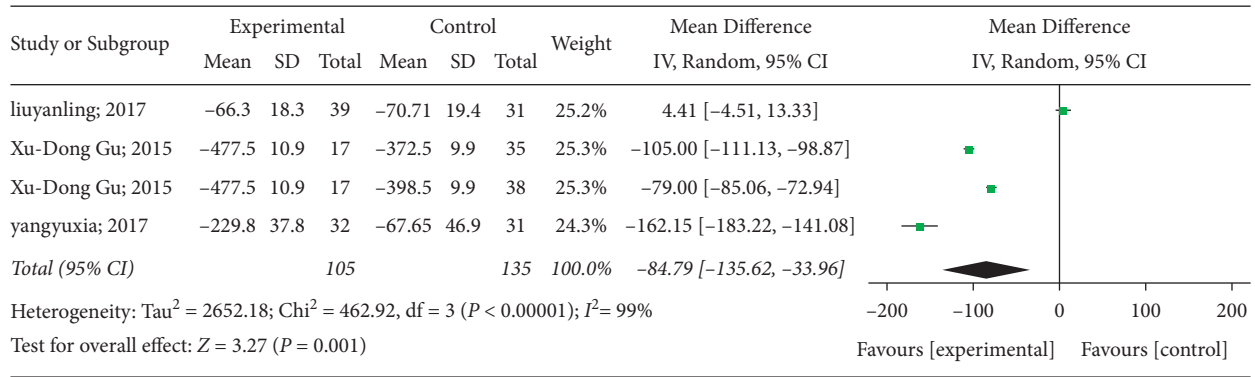 Study or Subgroup Experimental Control Weight Mean Difference Mean Difference
Mean SD Total Mean SD Total IV, Random, 95% CI IV, Random, 95% CI
liuyanling; 2017 –66.3 18.3 39 –70.71 19.4 31 25.2% 4.41 [–4.51, 13.33]
Xu-Dong Gu; 2015 –477.5 10.9 17 –372.5 9.9 35 25.3% –105.00 [–111.13, –98.87]
Xu-Dong Gu; 2015 –477.5 10.9 17 –398.5 9.9 38 25.3% –79.00 [–85.06, –72.94]
yangyuxia; 2017 –229.8 37.8 32 –67.65 46.9 31 24.3% –162.15 [–183.22, –141.08]
Total (95% CI) 105 135 100.0% –84.79 [–135.62, –33.96]
Heterogeneity: Tau² = 2652.18; Chi² = 462.92, df = 3 (P < 0.00001); I² = 99%
Test for overall effect: Z = 3.27 (P = 0.001)
–200 –100 0 100 200
Favours [experimental] Favours [control]